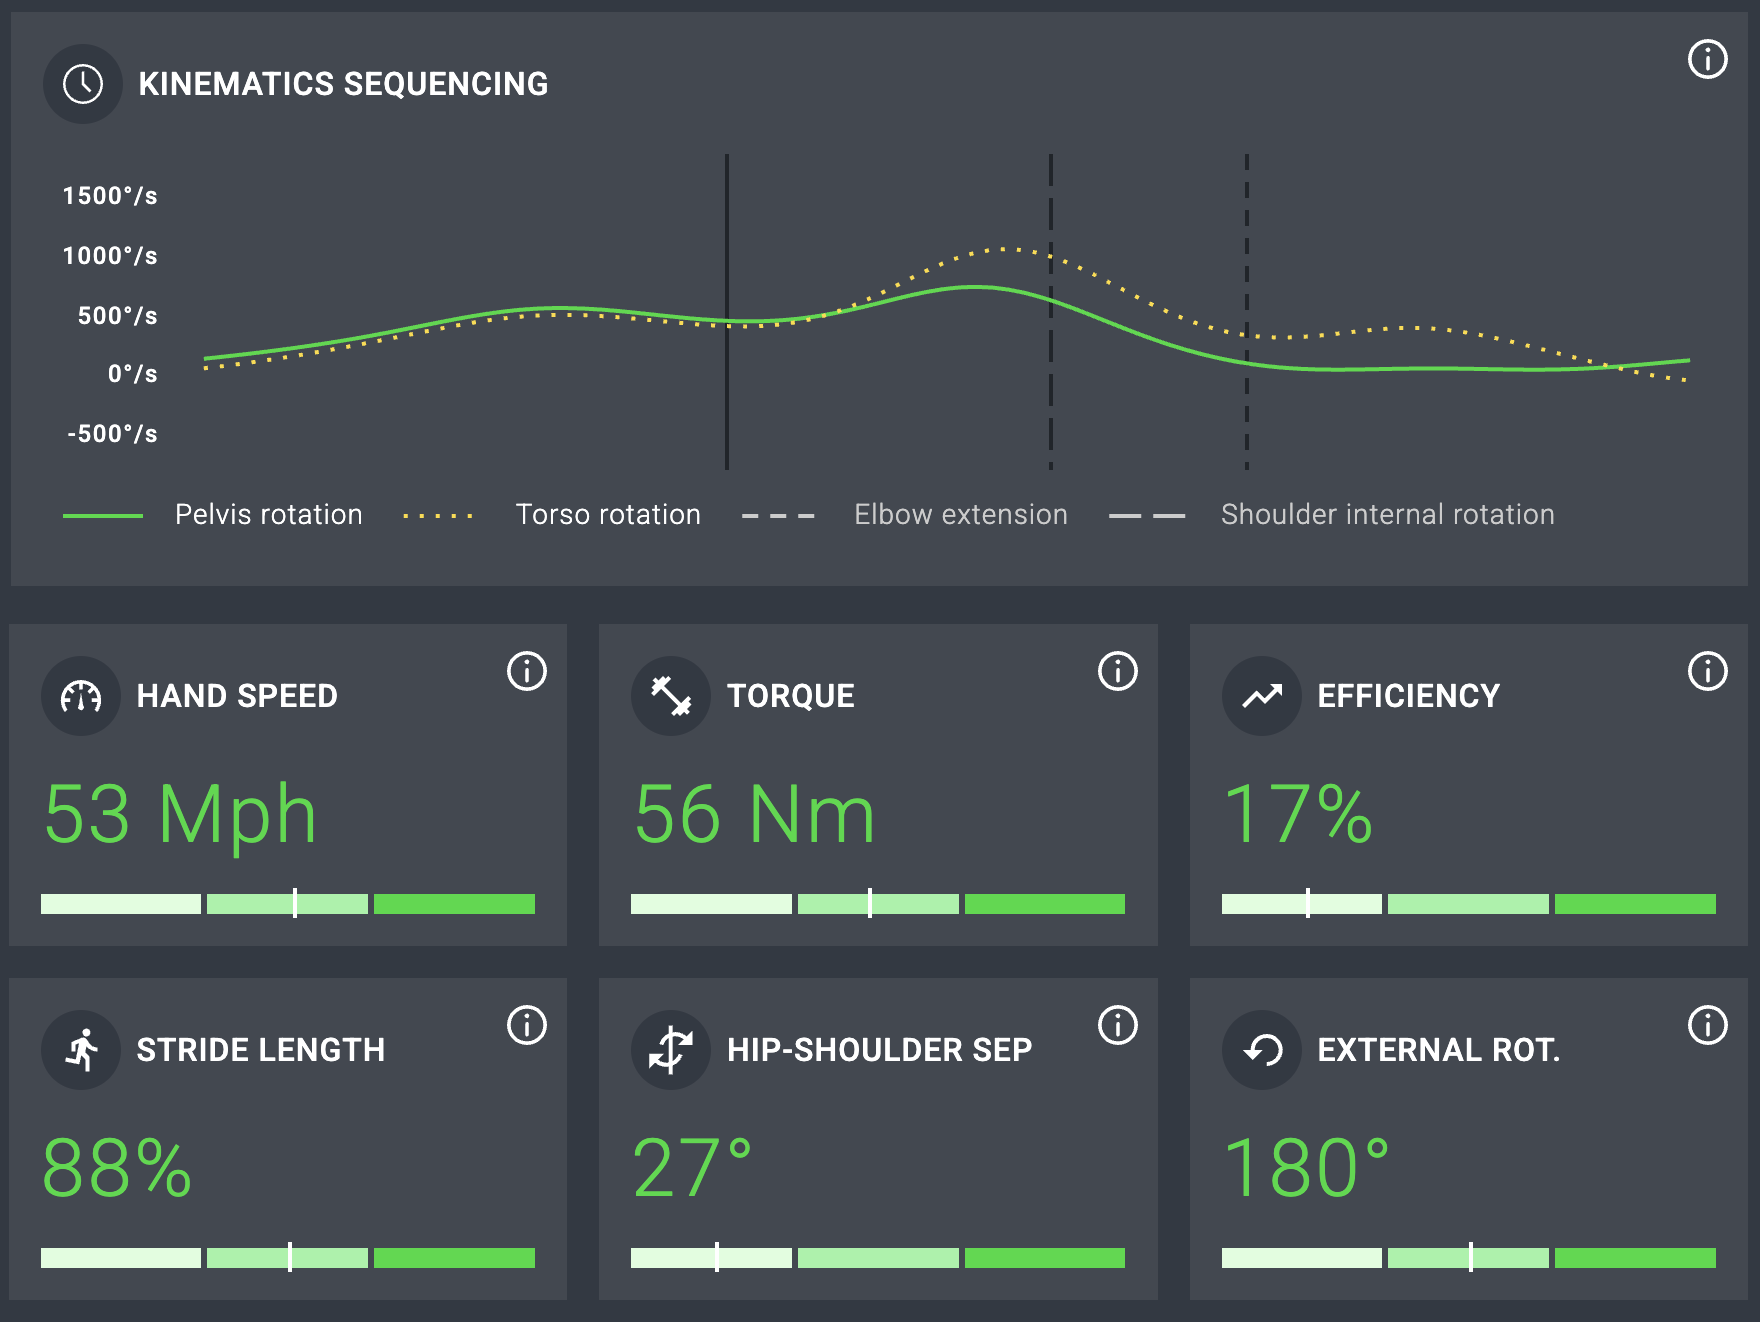 KINEMATICS SEQUENCING
1500°/s
1000°/s
500°/s
0°/s
-500°/s
Pelvis rotation Torso rotation Elbow extension Shoulder internal rotation
HAND SPEED
53 Mph
TORQUE
56 Nm
EFFICIENCY
17%
STRIDE LENGTH
88%
HIP-SHOULDER SEP
27°
EXTERNAL ROT.
180°